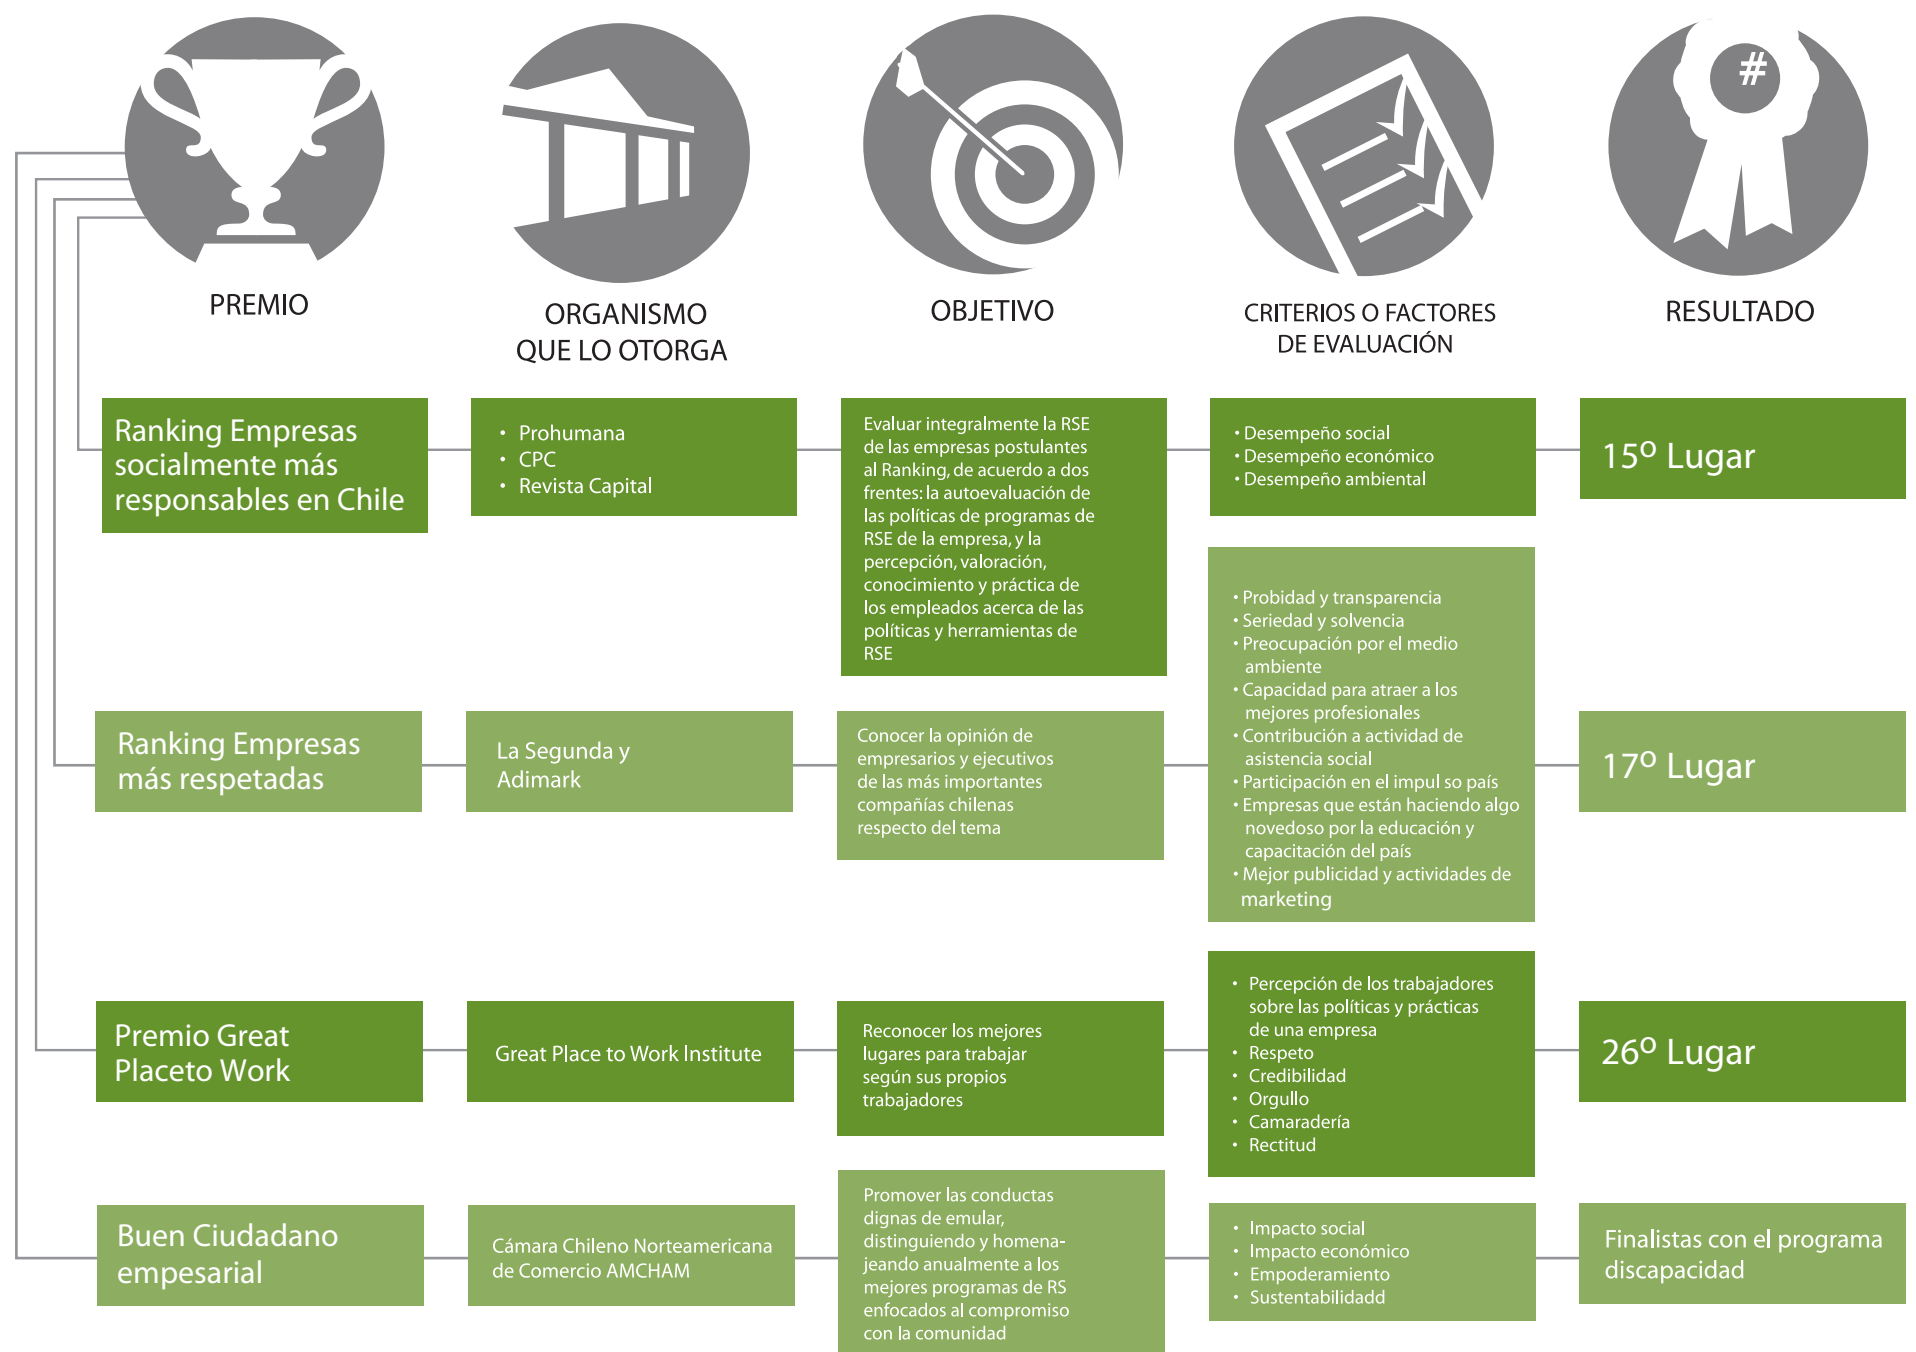 #
PREMIO
ORGANISMO
QUE LO OTORGA
OBJETIVO
CRITERIOS O FACTORES
DE EVALUACIÓN
RESULTADO
Ranking Empresas
socialmente más
responsables en Chile
• Prohumana
• CPC
• Revista Capital
Evaluar integralmente la RSE
de las empresas postulantes
al Ranking, de acuerdo a dos
frentes: la autoevaluación de
las políticas de programas de
RSE de la empresa, y la
percepción, valoración,
conocimiento y práctica de
los empleados acerca de las
políticas y herramientas de
RSE
• Desempeño social
• Desempeño económico
• Desempeño ambiental
15º Lugar
Ranking Empresas
más respetadas
La Segunda y
Adimark
Conocer la opinión de
empresarios y ejecutivos
de las más importantes
compañías chilenas
respecto del tema
• Probidad y transparencia
• Seriedad y solvencia
• Preocupación por el medio
ambiente
• Capacidad para atraer a los
mejores profesionales
• Contribución a actividad de
asistencia social
• Participación en el impul so país
• Empresas que están haciendo algo
novedoso por la educación y
capacitación del país
• Mejor publicidad y actividades de
marketing
17º Lugar
Premio Great
Placeto Work
Great Place to Work Institute
Reconocer los mejores
lugares para trabajar
según sus propios
trabajadores
• Percepción de los trabajadores
sobre las políticas y prácticas
de una empresa
• Respeto
• Credibilidad
• Orgullo
• Camaradería
• Rectitud
26º Lugar
Buen Ciudadano
empesarial
Cámara Chileno Norteamericana
de Comercio AMCHAM
Promover las conductas
dignas de emular,
distinguiendo y homena-
jeando anualmente a los
mejores programas de RS
enfocados al compromiso
con la comunidad
• Impacto social
• Impacto económico
• Empoderamiento
• Sustentabilidadd
Finalistas con el programa
discapacidad